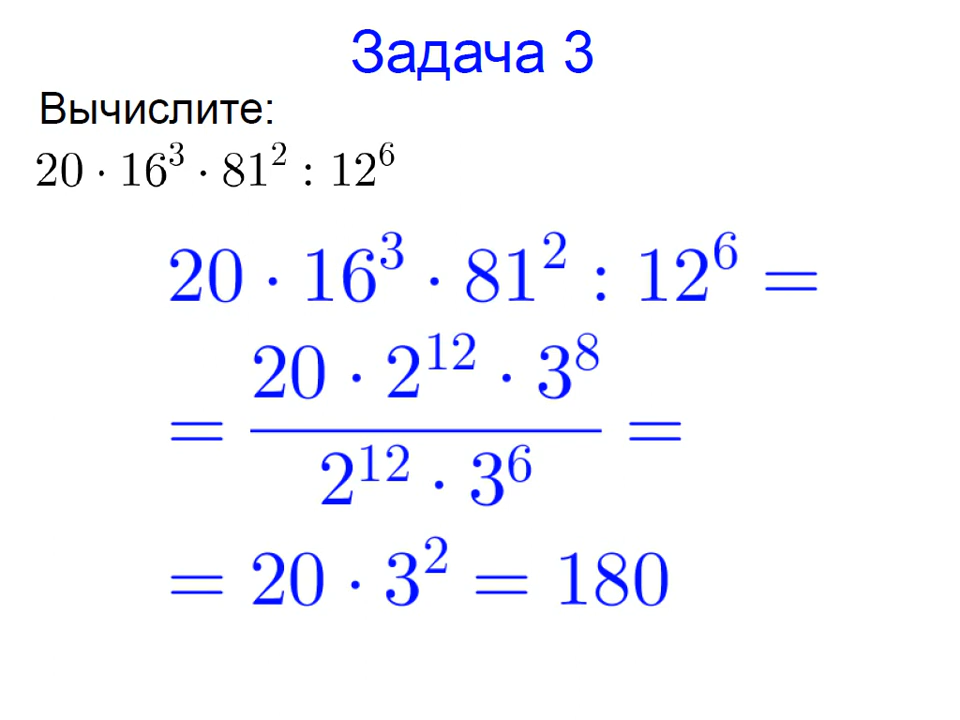 Задача 3
Вычислите:
20 · 16³ · 81² : 12⁶
20 · 16³ · 81² : 12⁶ =
= (20 · 2¹² · 3⁸) / (2¹² · 3⁶) =
= 20 · 3² = 180